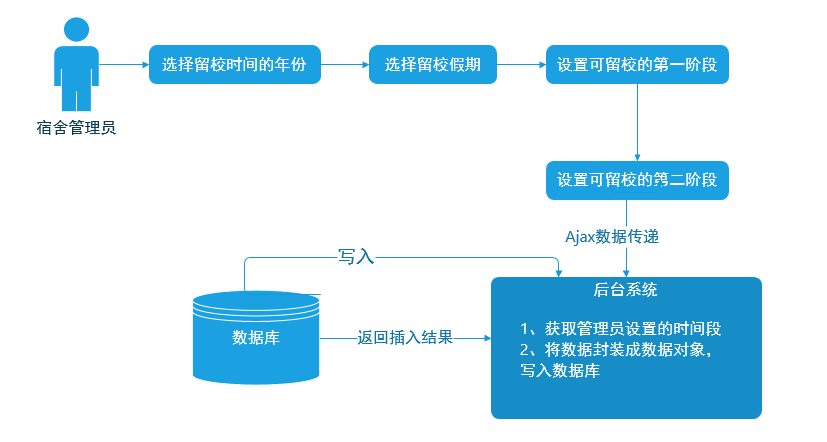 选择留校时间的年份
选择留校假期
设置可留校的第一阶段
宿舍管理员
设置可留校的第二阶段
Ajax数据传递
写入
后台系统
数据库
返回插入结果
1、获取管理员设置的时间段
2、将数据封装成数据对象，
写入数据库